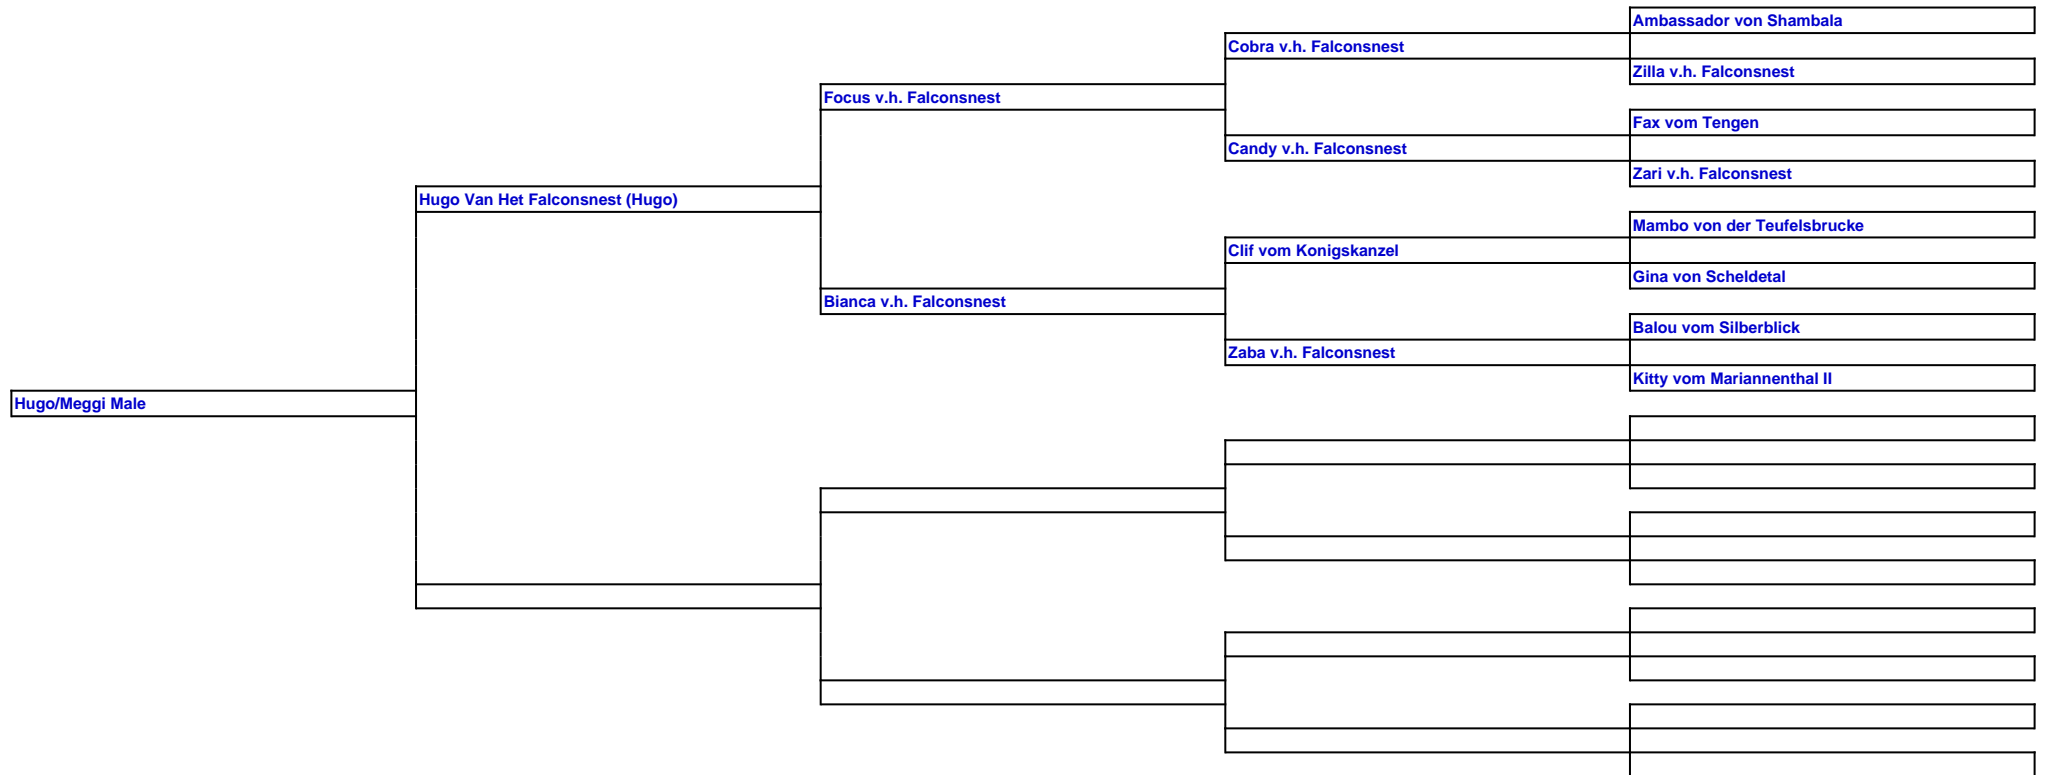 Ambassador von Shambala
Cobra v.h. Falconsnest
Zilla v.h. Falconsnest
Focus v.h. Falconsnest
Fax vom Tengen
Candy v.h. Falconsnest
Zari v.h. Falconsnest
Hugo Van Het Falconsnest (Hugo)
Mambo von der Teufelsbrucke
Clif vom Konigskanzel
Gina von Scheldetal
Bianca v.h. Falconsnest
Balou vom Silberblick
Zaba v.h. Falconsnest
Kitty vom Mariannenthal II
Hugo/Meggi Male